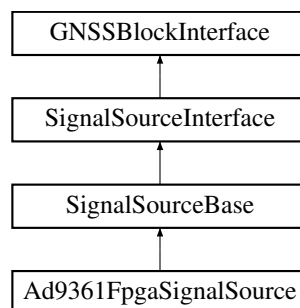 GNSSBlockInterface
SignalSourceInterface
SignalSourceBase
Ad9361FpgaSignalSource